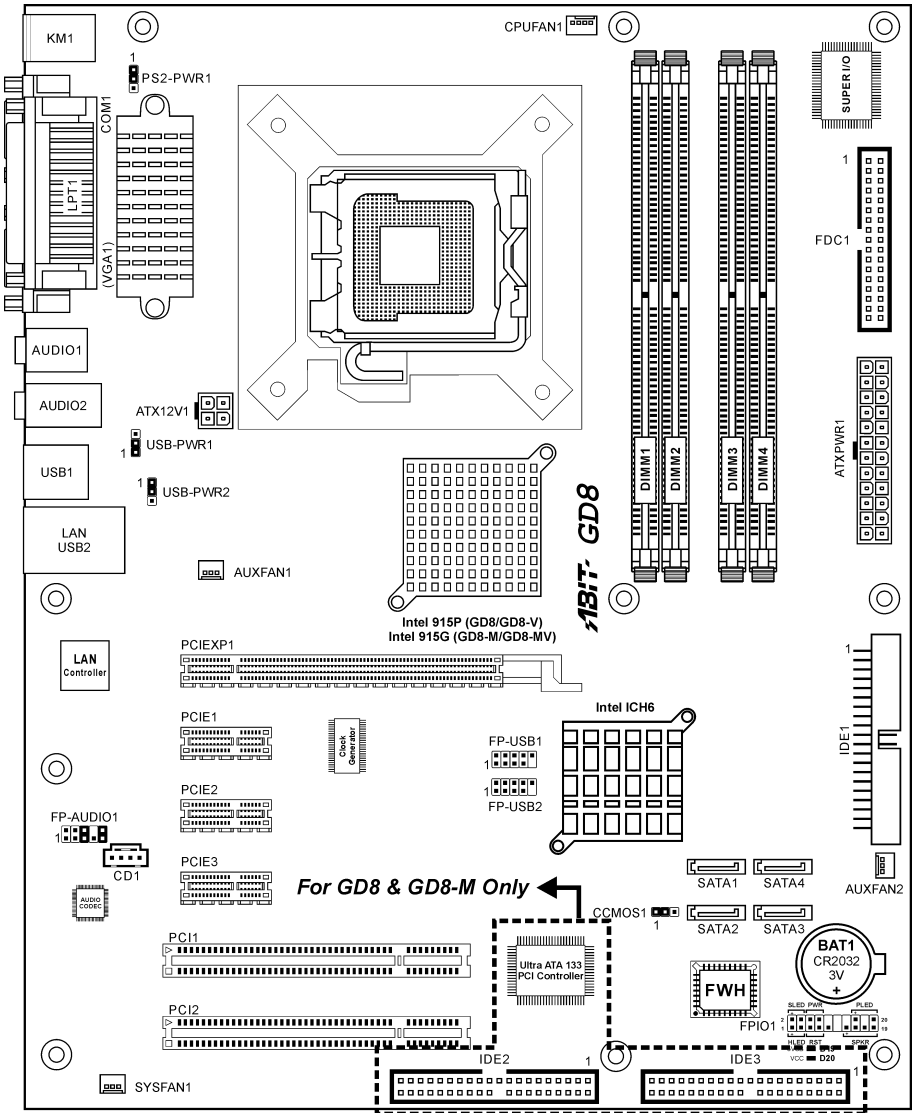 KM1
CPUFAN1
1
PS2-PWR1
SUPER I/O
COM1
LPT1
(VGA1)
1
FDC1
AUDIO1
AUDIO2
ATX12V1
1
USB-PWR1
USB1
1
USB-PWR2
DIMM1
DIMM2
DIMM3
DIMM4
ATXPWR1
LAN
USB2
AUXFAN1
ABIT GD8
Intel 915P (GD8/GD8-V)
Intel 915G (GD8-M/GD8-MV)
LAN
Controller
PCIEXP1
1
IDE1
PCIE1
Clock
Generator
FP-USB1
1
1
FP-USB2
Intel ICH6
PCIE2
FP-AUDIO1
1
CD1
PCIE3
AUDIO
CODEC
For GD8 & GD8-M Only
SATA1
SATA4
AUXFAN2
CCMOS1
1
SATA2
SATA3
PCI1
Ultra ATA 133
PCI Controller
BAT1
CR2032
3V
+
FWH
PCI2
SLED PWR PLED
FPIO1
2
1
20
19
HLED RST SPKR
VCC D20
IDE2
1
IDE3
1
SYSFAN1